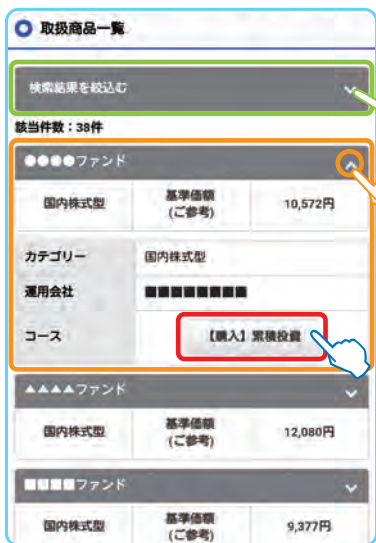 取扱商品一覧
検索結果を絞込む
該当件数：38件
●●●●ファンド
国内株式型 基準価額 (ご参考) 10,572円
カテゴリー 国内株式型
運用会社 ■■■■■■■■
コース 【購入】累積投資
▲▲▲▲ファンド
国内株式型 基準価額 (ご参考) 12,080円
■■■■ファンド
国内株式型 基準価額 (ご参考) 9,377円